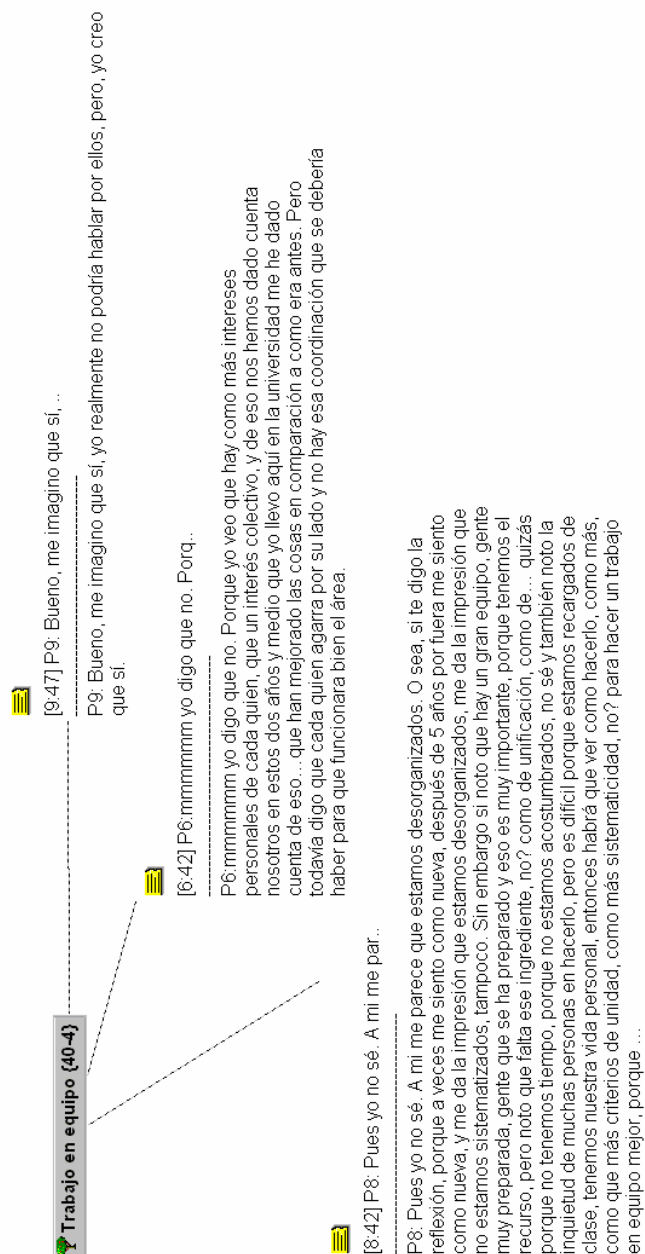 Trabajo en equipo {40-4}
[9:47] P9: Bueno, me imagino que sí, ..
P9: Bueno, me imagino que sí, yo realmente no podría hablar por ellos, pero, yo creo
que sí.
[6:42] P6:mmmmmmm yo digo que no. Porq..
P6:mmmmmmm yo digo que no. Porque yo veo que hay como más intereses
personales de cada quien, que un interés colectivo, y de eso nos hemos dado cuenta
nosotros en estos dos años y medio que yo llevo aquí en la universidad me he dado
cuenta de eso... que han mejorado las cosas en comparación a como era antes. Pero
todavía digo que cada quien agarra por su lado y no hay esa coordinación que se debería
haber para que funcionara bien el área.
[8:42] P8: Pues yo no sé. A mi me par..
P8: Pues yo no sé. A mi me parece que estamos desorganizados. O sea, si te digo la
reflexión, porque a veces me siento como nueva, después de 5 años por fuera me siento
como nueva, y me da la impresión que estamos desorganizados, me da la impresión que
no estamos sistematizados, tampoco. Sin embargo si noto que hay un gran equipo, gente
muy preparada, gente que se ha preparado y eso es muy importante, porque tenemos el
recurso, pero noto que falta ese ingrediente, no? como de unificación, como de... quizás
porque no tenemos tiempo, porque no estamos acostumbrados, no sé y también noto la
inquietud de muchas personas en hacerlo, pero es difícil porque estamos recargados de
clase, tenemos nuestra vida personal, entonces habrá que ver como hacerlo, como más,
como que más criterios de unidad, como más sistematicidad, no? para hacer un trabajo
en equipo mejor, porque ...